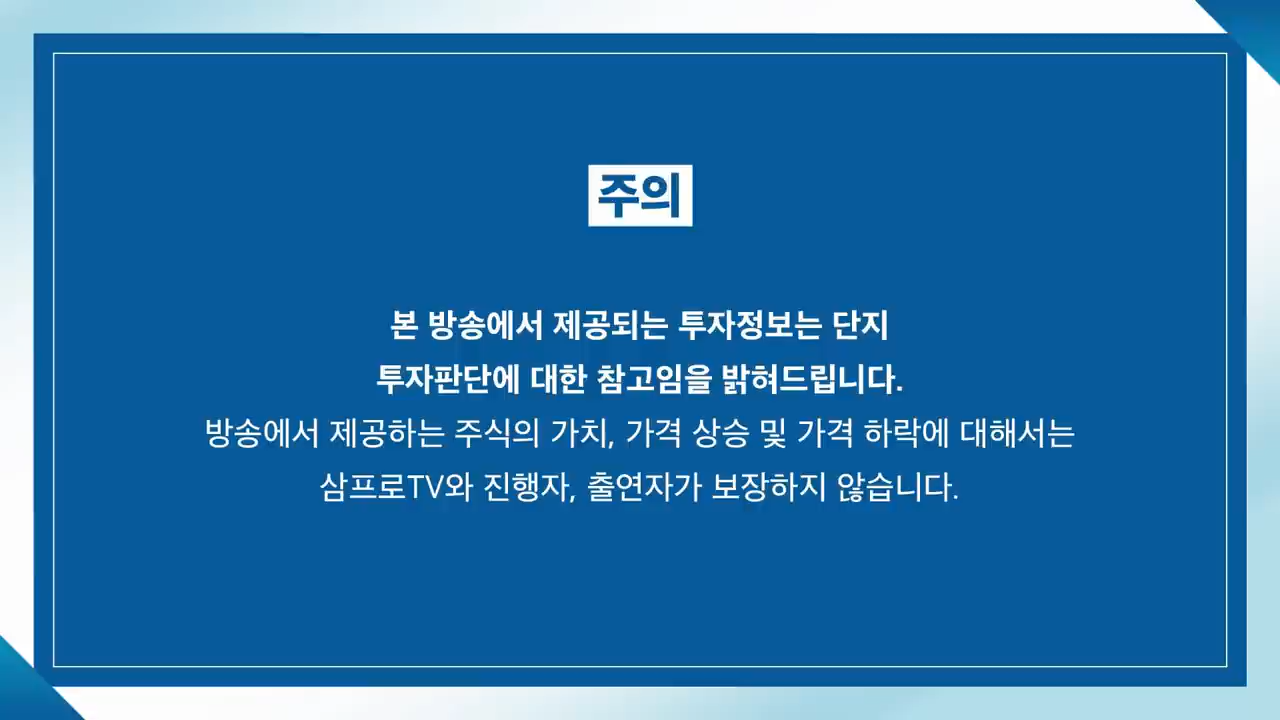 주의
본 방송에서 제공되는 투자정보는 단지
투자판단에 대한 참고임을 밝혀드립니다.
방송에서 제공하는 주식의 가치, 가격 상승 및 가격 하락에 대해서는
삼프로TV와 진행자, 출연자가 보장하지 않습니다.